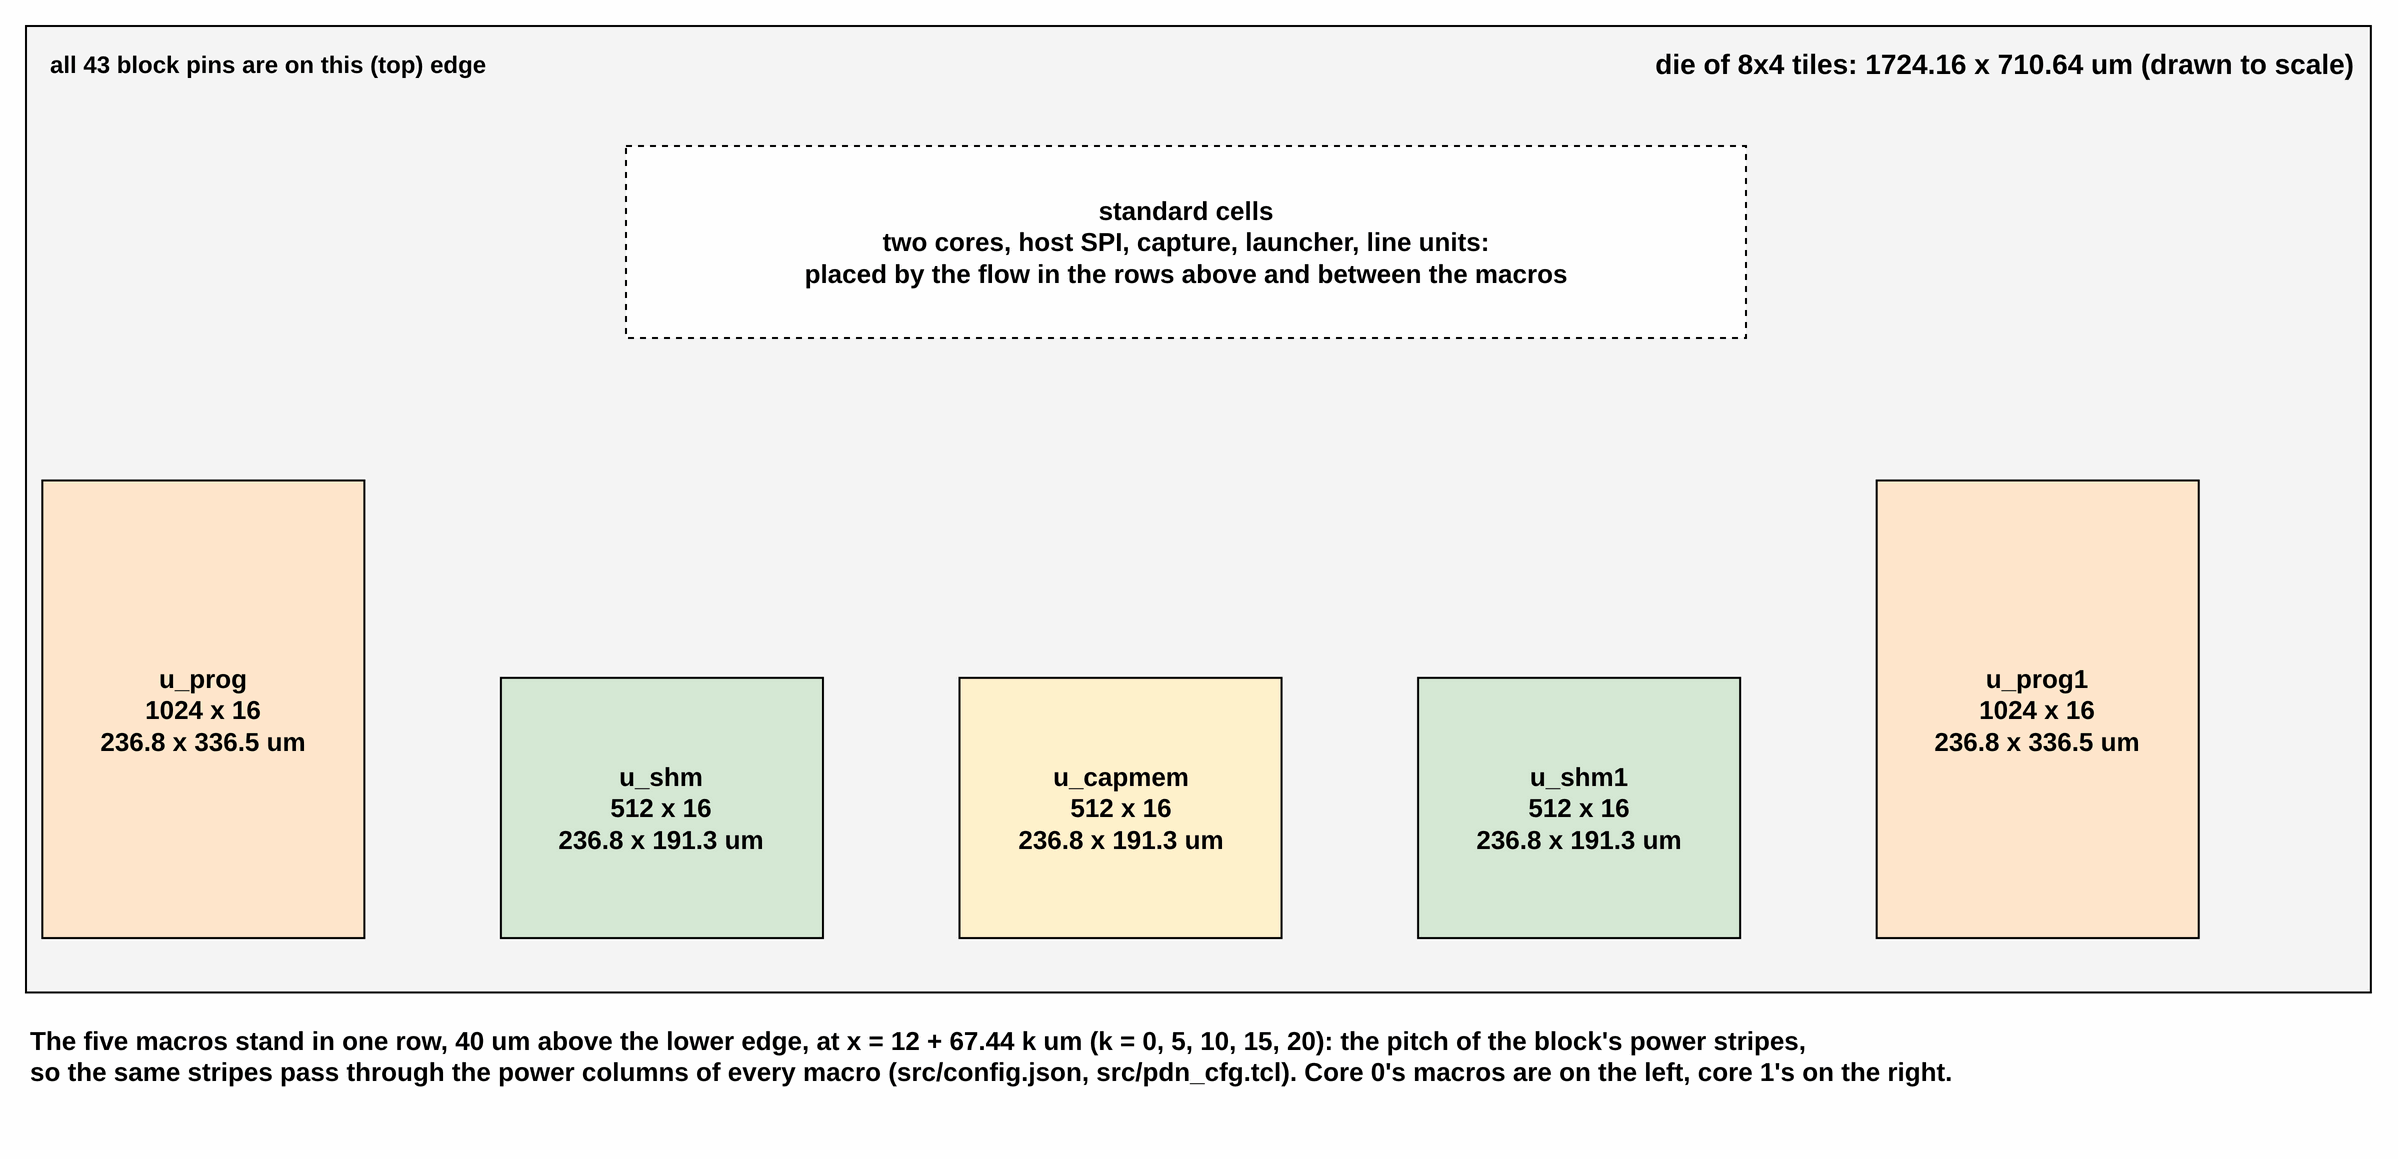 all 43 block pins are on this (top) edge
die of 8x4 tiles: 1724.16 x 710.64 um (drawn to scale)
standard cells
two cores, host SPI, capture, launcher, line units:
placed by the flow in the rows above and between the macros
u_prog
1024 x 16
236.8 x 336.5 um
u_shm
512 x 16
236.8 x 191.3 um
u_capmem
512 x 16
236.8 x 191.3 um
u_shm1
512 x 16
236.8 x 191.3 um
u_prog1
1024 x 16
236.8 x 336.5 um
The five macros stand in one row, 40 um above the lower edge, at x = 12 + 67.44 k um (k = 0, 5, 10, 15, 20): the pitch of the block's power stripes,
so the same stripes pass through the power columns of every macro (src/config.json, src/pdn_cfg.tcl). Core 0's macros are on the left, core 1's on the right.